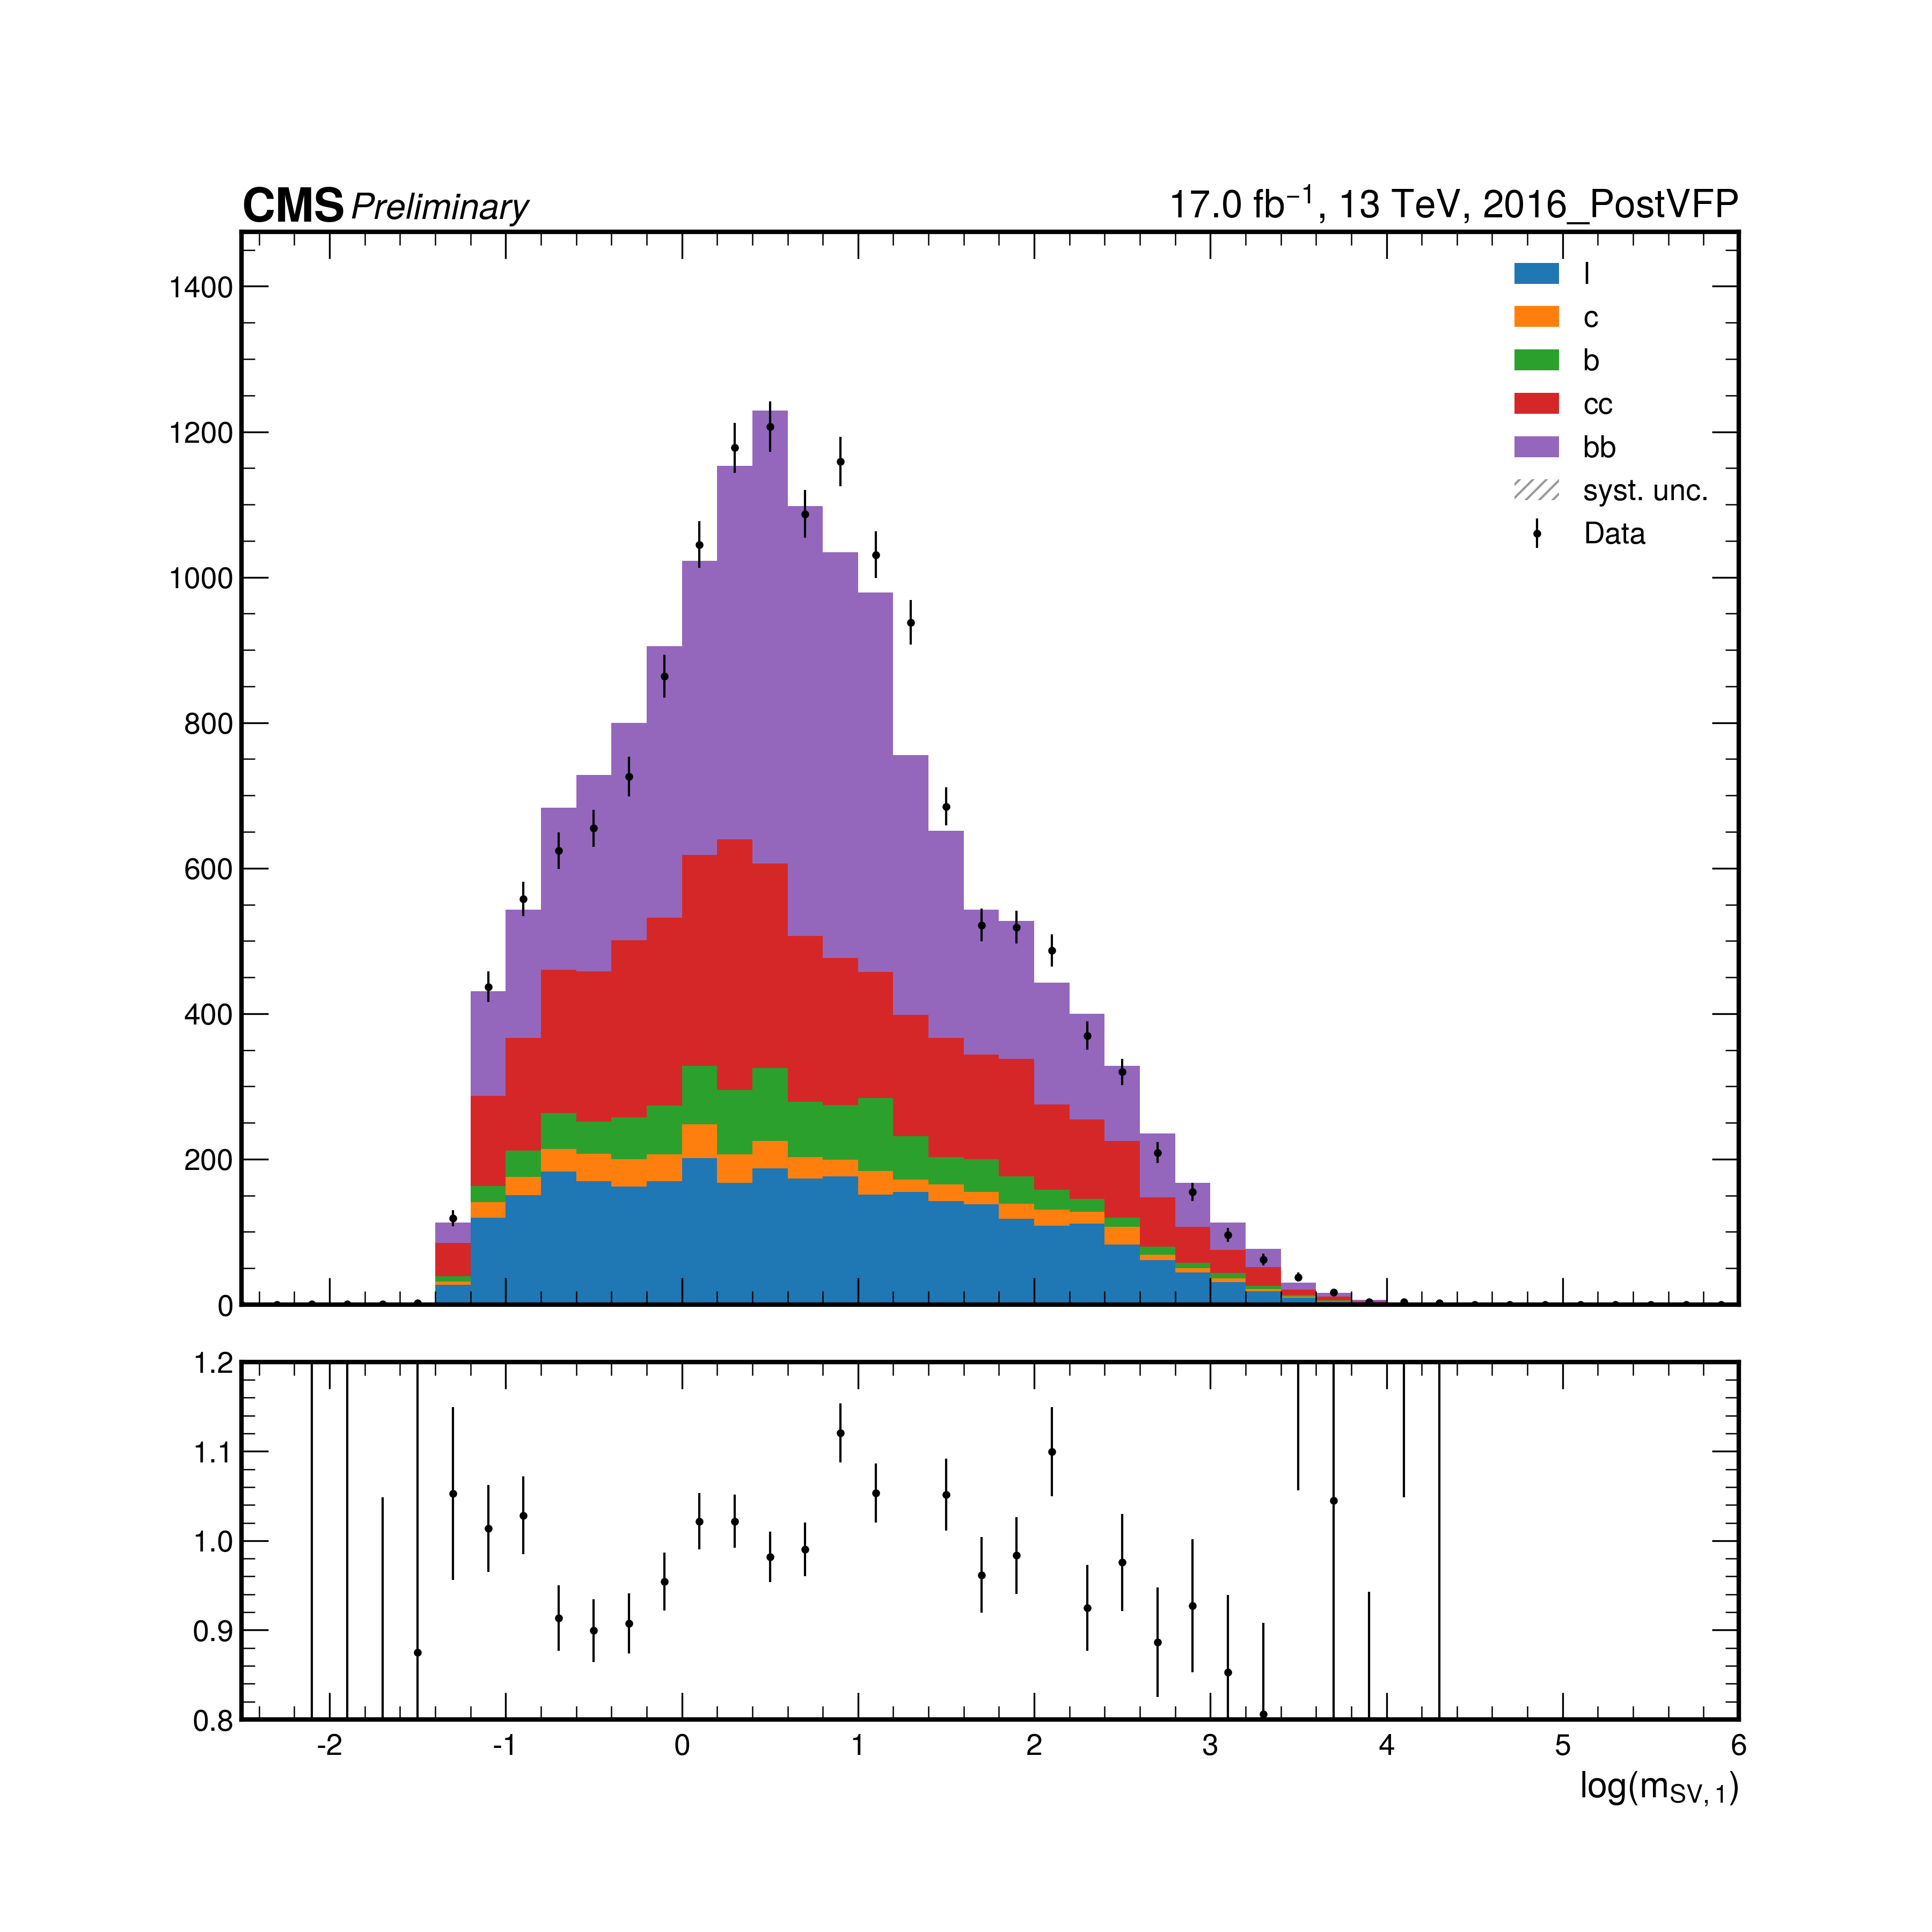 CMS Preliminary 17.0 fb⁻¹, 13 TeV, 2016_PostVFP
1400
1200
1000
800
600
400
200
0
l
c
b
cc
bb
syst. unc.
Data
1.2
1.1
1.0
0.9
0.8
-2 -1 0 1 2 3 4 5 6
log(m_SV, 1)